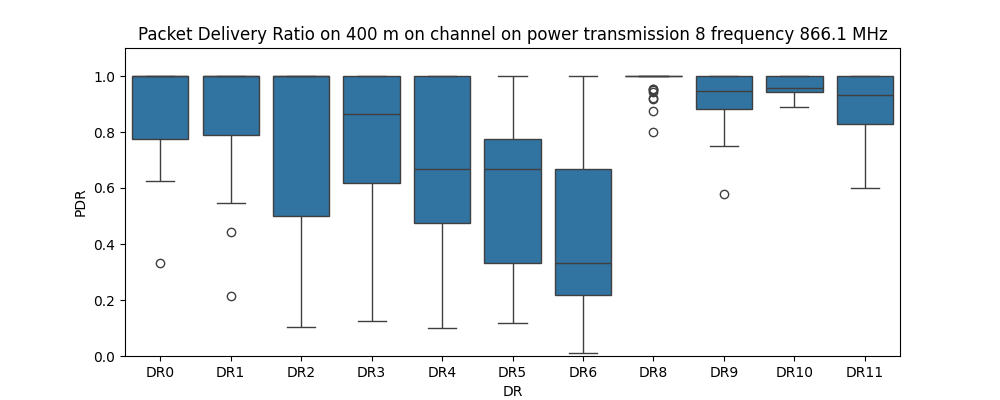 Packet Delivery Ratio on 400 m on channel on power transmission 8 frequency 866.1 MHz
1.0
0.8
0.6
0.4
0.2
0.0
PDR
DR0 DR1 DR2 DR3 DR4 DR5 DR6 DR8 DR9 DR10 DR11
DR